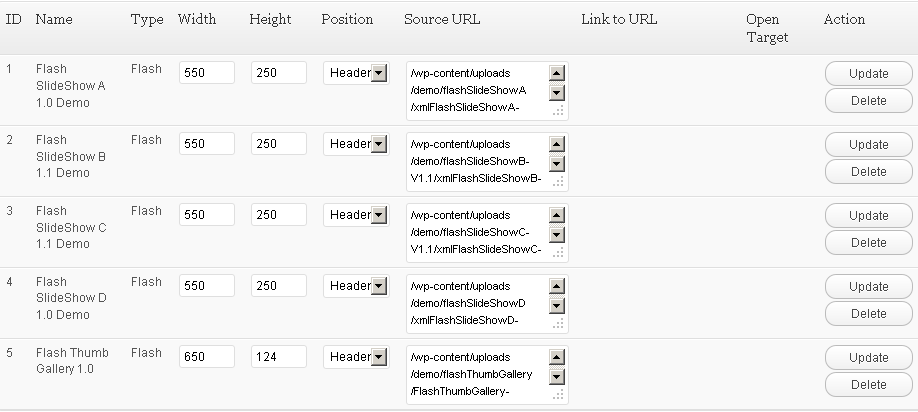 ID Name Type Width Height Position Source URL Link to URL Open Target Action
1 Flash SlideShow A 1.0 Demo Flash 550 250 Header
/wp-content/uploads
/demo/flashSlideShowA
/xmlFlashSlideShowA-
Update
Delete
2 Flash SlideShow B 1.1 Demo Flash 550 250 Header
/wp-content/uploads
/demo/flashSlideShowB-
V1.1/xmlFlashSlideShowB-
Update
Delete
3 Flash SlideShow C 1.1 Demo Flash 550 250 Header
/wp-content/uploads
/demo/flashSlideShowC-
V1.1/xmlFlashSlideShowC-
Update
Delete
4 Flash SlideShow D 1.0 Demo Flash 550 250 Header
/wp-content/uploads
/demo/flashSlideShowD
/xmlFlashSlideShowD-
Update
Delete
5 Flash Thumb Gallery 1.0 Flash 650 124 Header
/wp-content/uploads
/demo/flashThumbGallery
/FlashThumbGallery-
Update
Delete